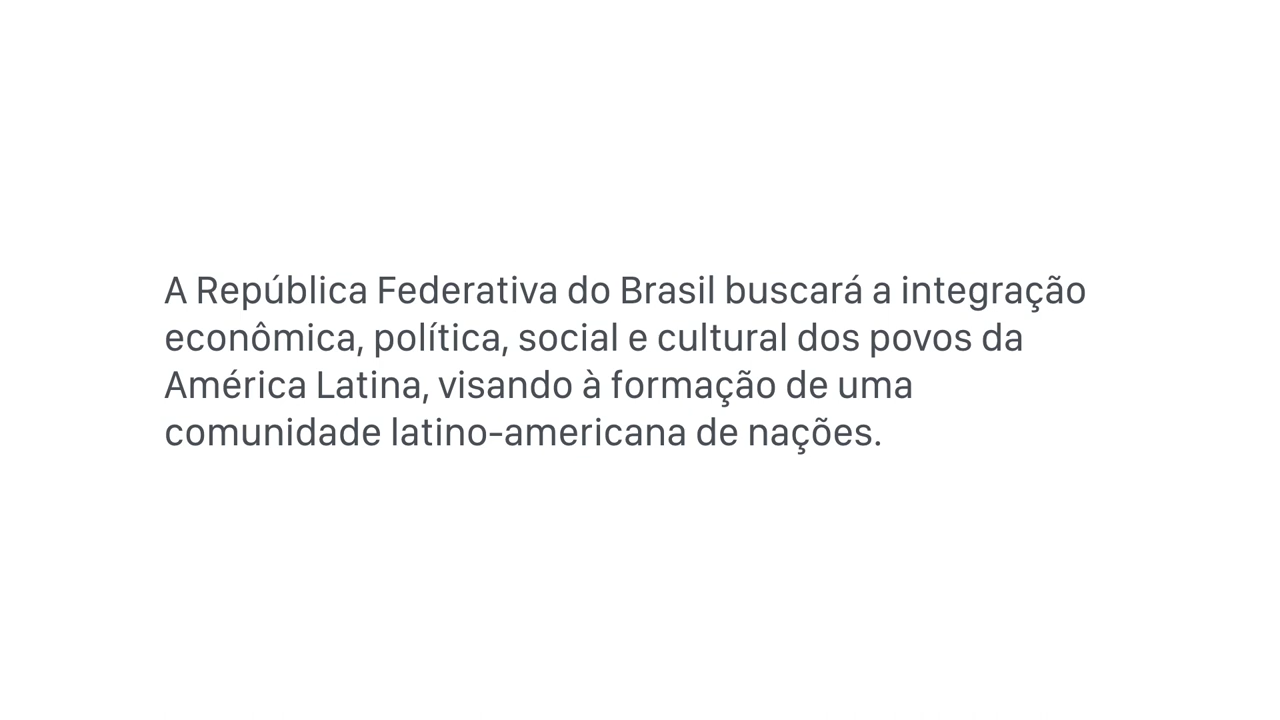 A República Federativa do Brasil buscará a integração
econômica, política, social e cultural dos povos da
América Latina, visando à formação de uma
comunidade latino-americana de nações.